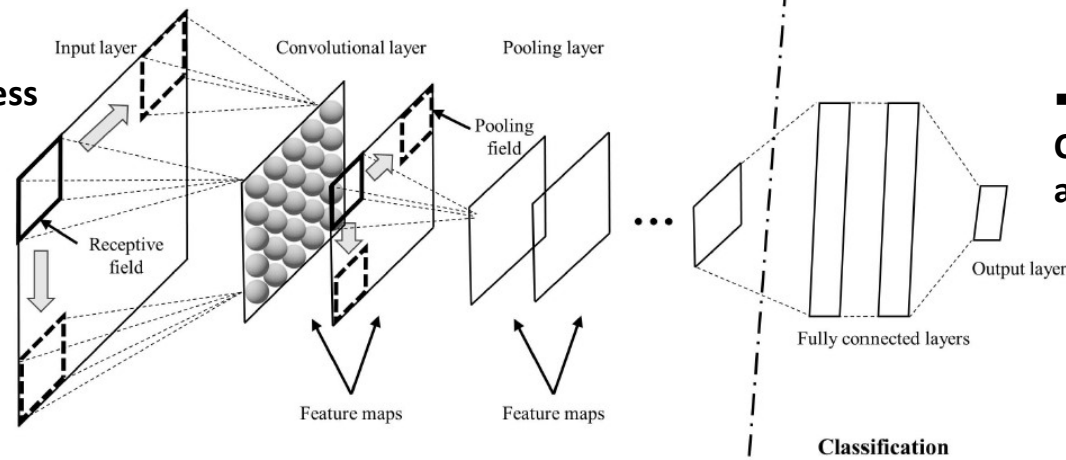 Input layer
Convolutional layer
Pooling layer
ess
Pooling
field
Receptive
field
...
Output layer
Fully connected layers
Feature maps
Feature maps
Classification